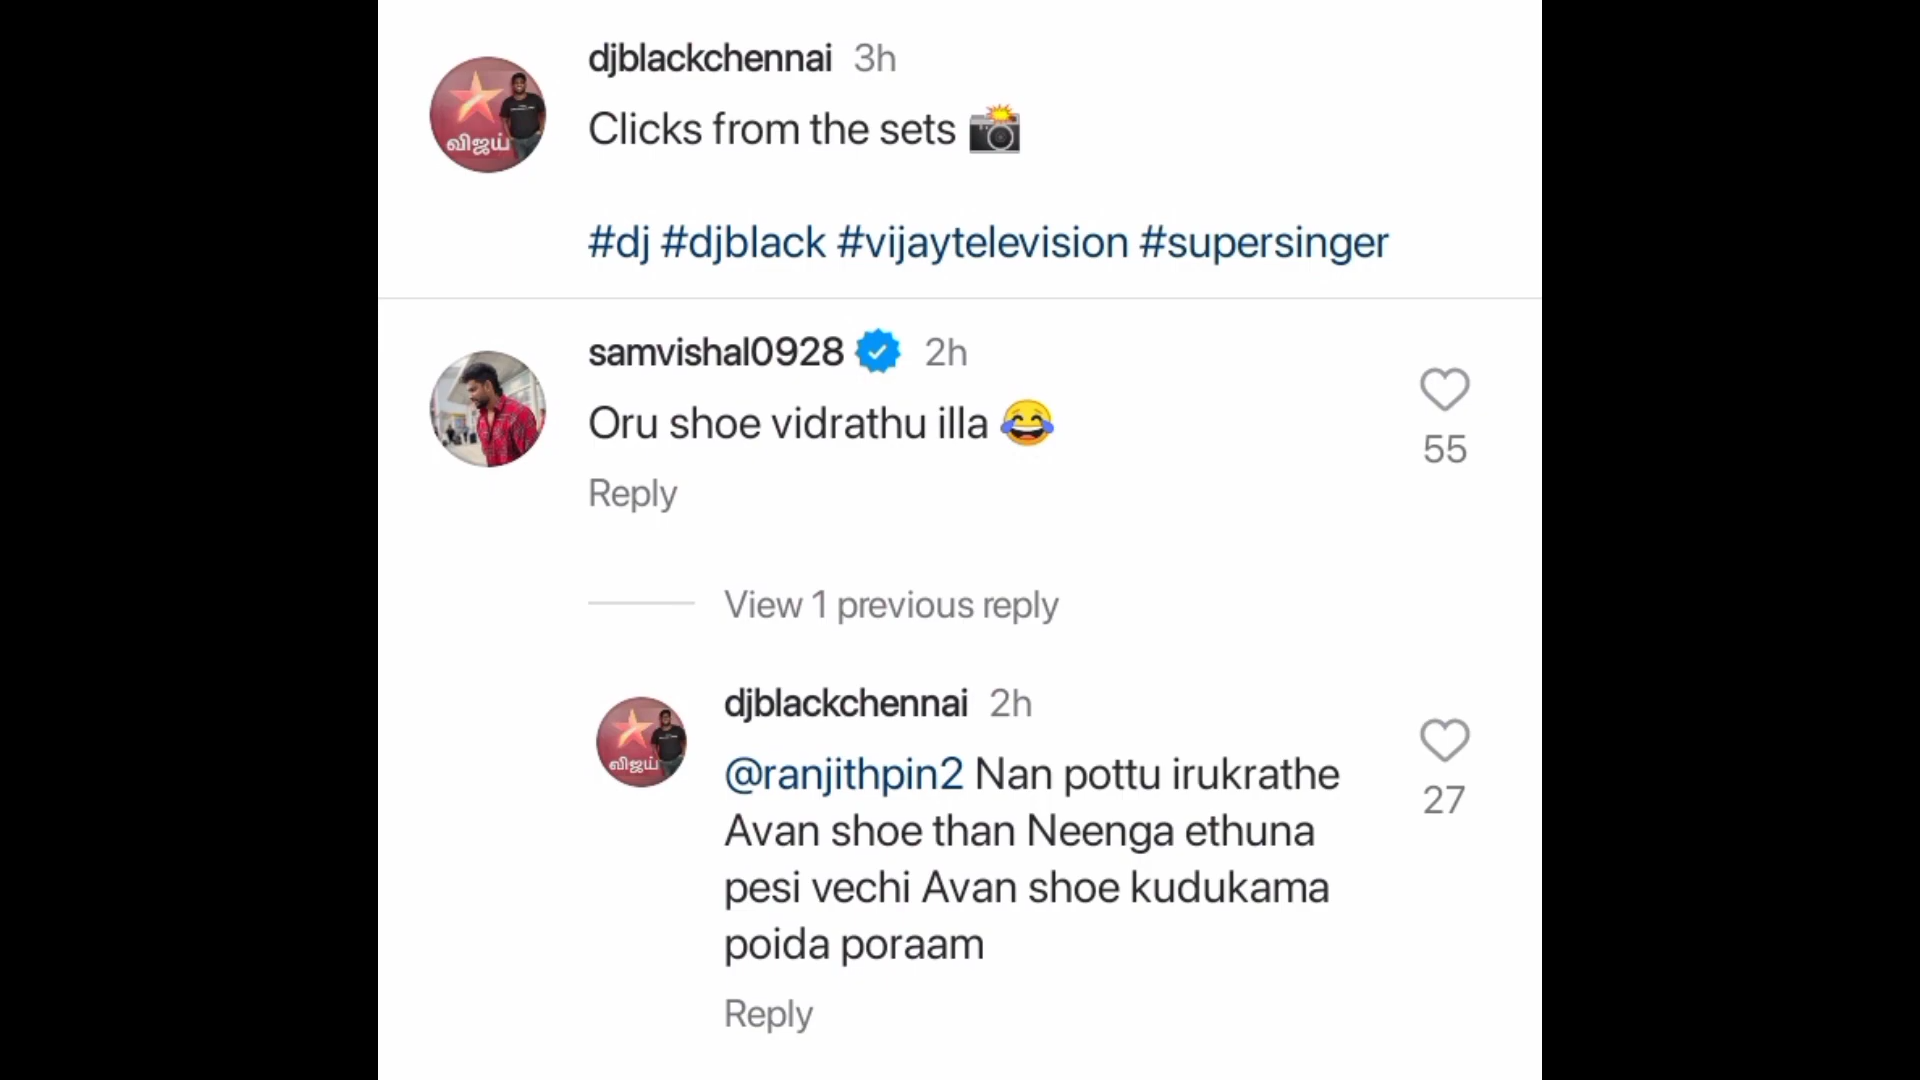 djblackchennai 3h
விஜய்
Clicks from the sets 📸
#dj #djblack #vijaytelevision #supersinger
samvishal0928 2h
Oru shoe vidrathu illa 😂
55
Reply
View 1 previous reply
djblackchennai 2h
விஜய்
@ranjithpin2 Nan pottu irukrathe
Avan shoe than Neenga ethuna
27
pesi vechi Avan shoe kudukama
poida poraam
Reply